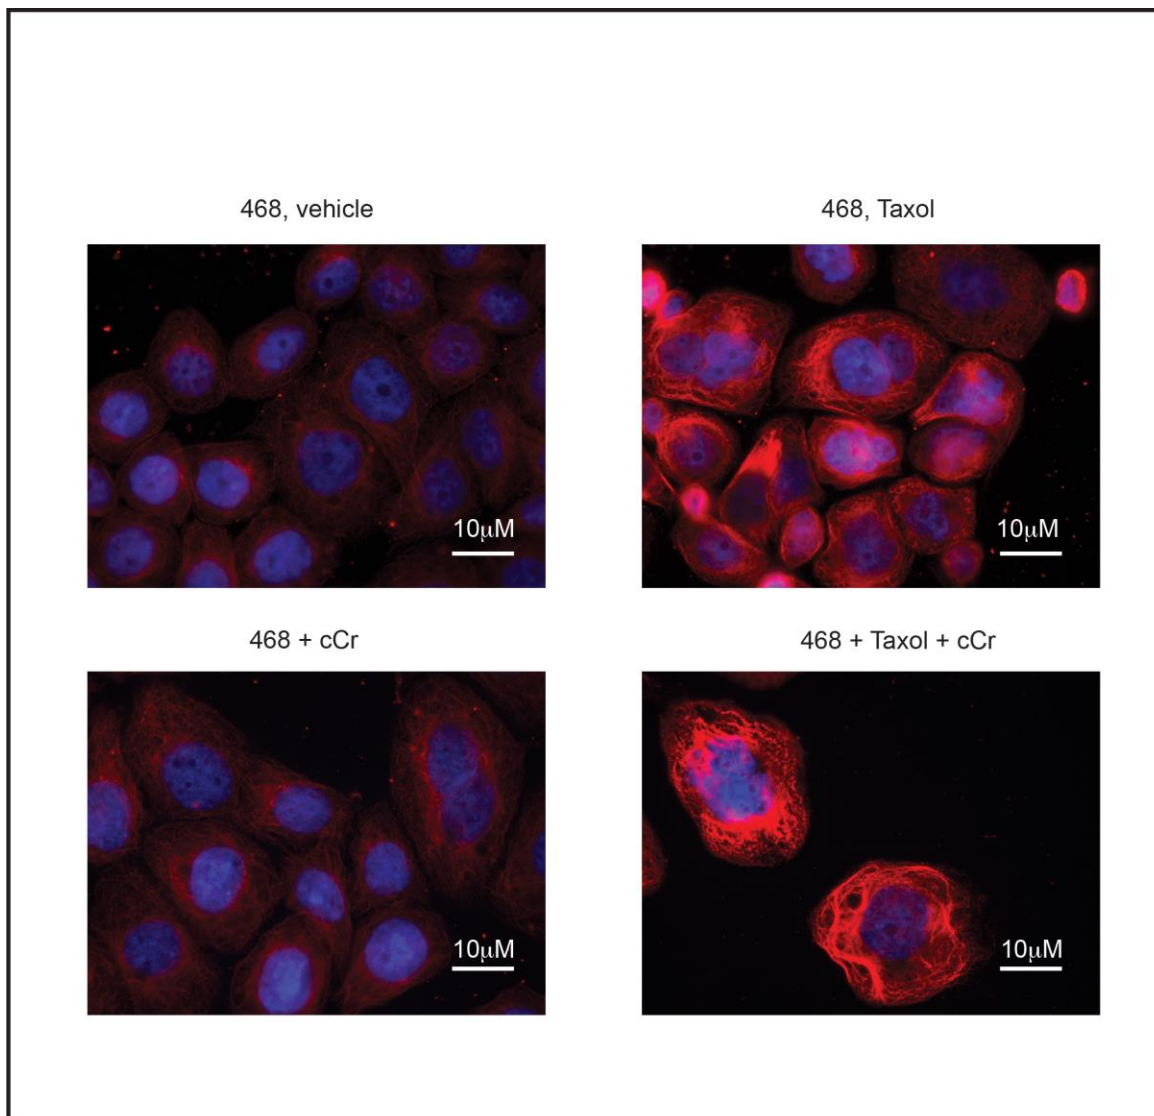 468, vehicle
468, Taxol
10μM
10μM
468 + cCr
468 + Taxol + cCr
10μM
10μM